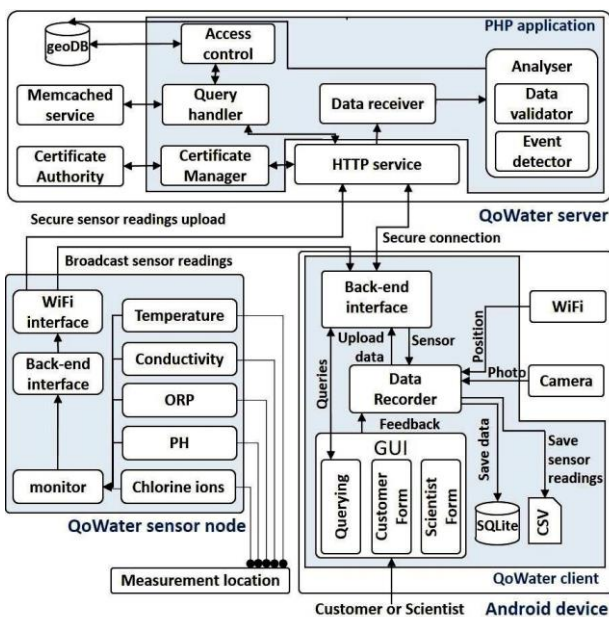 PHP application
geoDB
Access
control
Analyser
Memcached
service
Query
handler
Data receiver
Data
validator
Event
detector
Certificate
Authority
Certificate
Manager
HTTP service
QoWater server
Secure sensor readings upload
Secure connection
Broadcast sensor readings
WiFi
interface
Temperature
Back-end
interface
Conductivity
ORP
PH
monitor
Chlorine ions
QoWater sensor node
Measurement location
Back-end
interface
WiFi
Upload
data
Sensor
Position
Photo
Camera
Queries
Data
Recorder
Feedback
GUI
Querying
Customer
Form
Scientist
Form
Save data
Save
sensor
readings
SQLite
CSV
QoWater client
Customer or Scientist
Android device